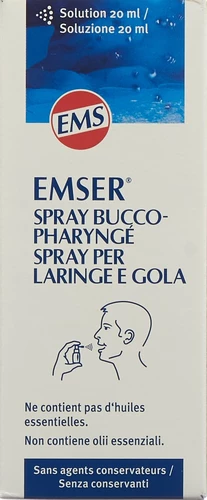 Solution 20 ml /
Soluzione 20 ml
EMS
EMSER®
SPRAY BUCCO-
PHARYNGÉ
SPRAY PER
LARINGE E GOLA
Ne contient pas d'huiles
essentielles.
Non contiene olii essenziali.
Sans agents conservateurs /
Senza conservanti